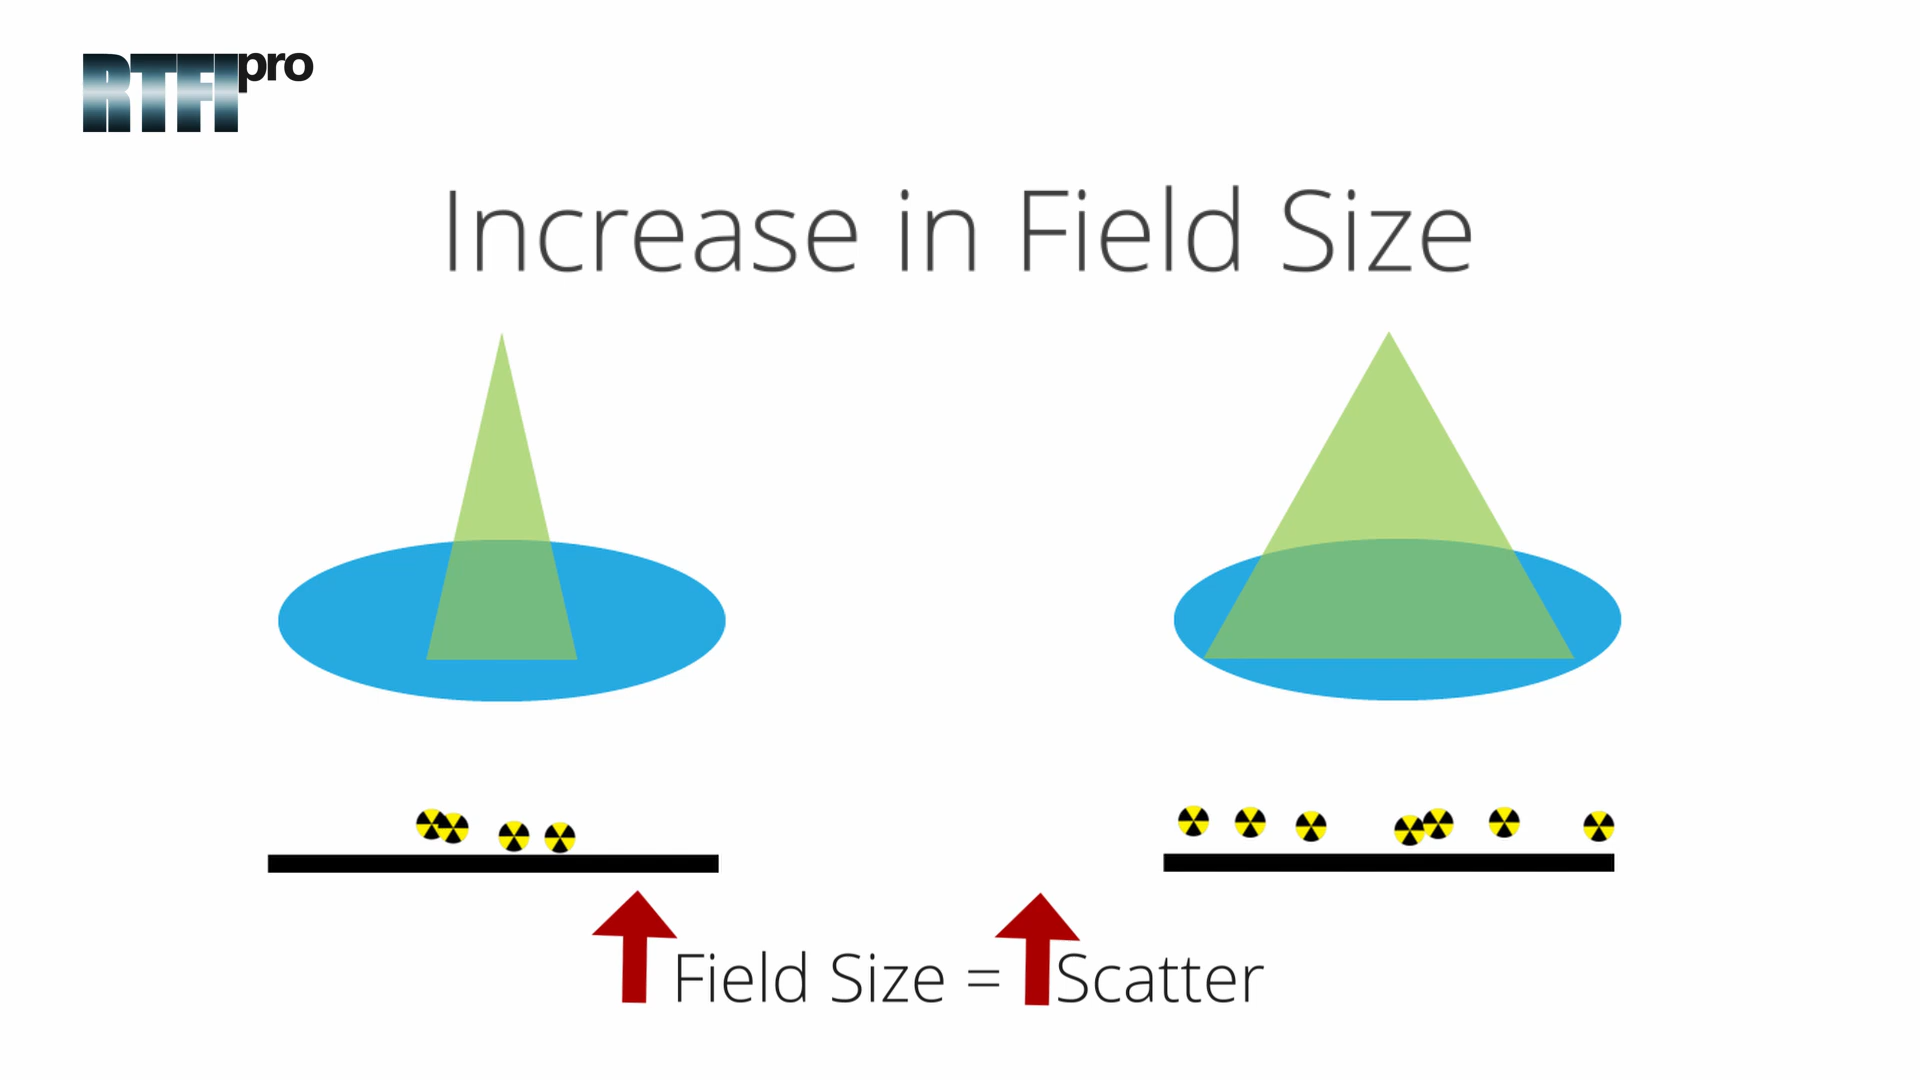 RTFIpro
Increase in Field Size
Field Size = Scatter